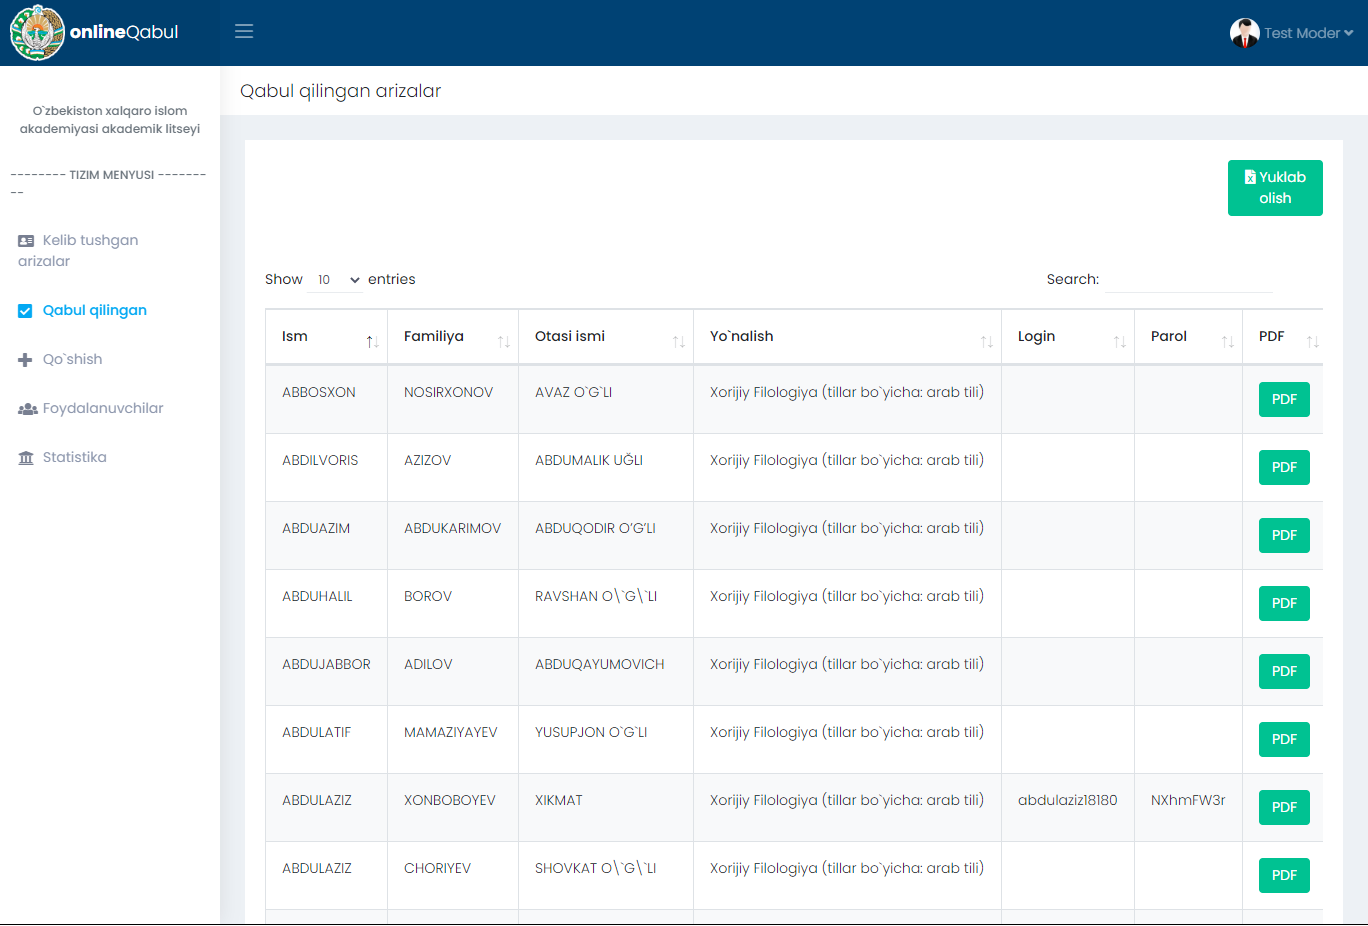 onlineQabul
Test Moder
O`zbekiston xalqaro islom
akademiyasi akademik litseyi
-------- TIZIM MENYUSI -------
--
Kelib tushgan
arizalar
Qabul qilingan
Qo`shish
Foydalanuvchilar
Statistika
Qabul qilingan arizalar
Yuklab
olish
Show 10 entries
Search:
Ism Familiya Otasi ismi Yo`nalish Login Parol PDF
ABBOSXON NOSIRXONOV AVAZ O`G`LI Xorijiy Filologiya (tillar bo`yicha: arab tili) PDF
ABDILVORIS AZIZOV ABDUMALIK UĞLI Xorijiy Filologiya (tillar bo`yicha: arab tili) PDF
ABDUAZIM ABDUKARIMOV ABDUQODIR O’G’LI Xorijiy Filologiya (tillar bo`yicha: arab tili) PDF
ABDUHALIL BOROV RAVSHAN O\`G\`LI Xorijiy Filologiya (tillar bo`yicha: arab tili) PDF
ABDUJABBOR ADILOV ABDUQAYUMOVICH Xorijiy Filologiya (tillar bo`yicha: arab tili) PDF
ABDULATIF MAMAZIYAYEV YUSUPJON O`G`LI Xorijiy Filologiya (tillar bo`yicha: arab tili) PDF
ABDULAZIZ XONBOBOYEV XIKMAT Xorijiy Filologiya (tillar bo`yicha: arab tili) abdulaziz18180 NXhmFW3r PDF
ABDULAZIZ CHORIYEV SHOVKAT O\`G\`LI Xorijiy Filologiya (tillar bo`yicha: arab tili) PDF